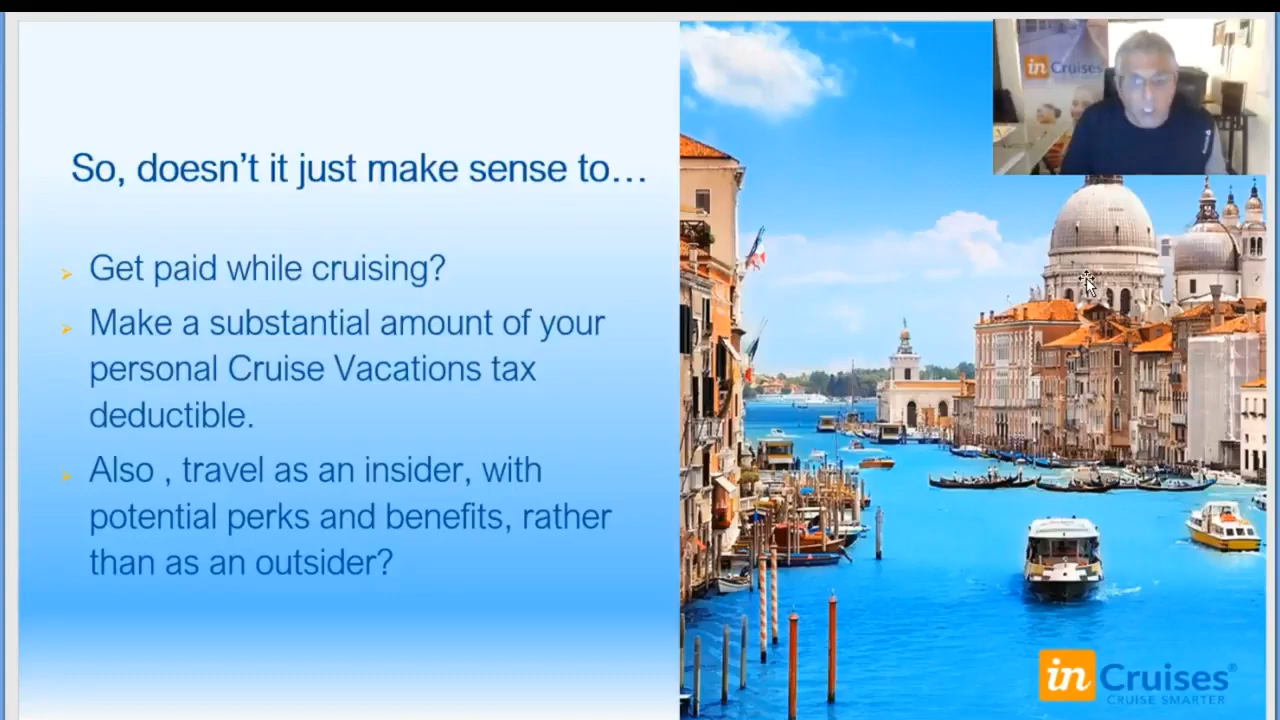 in Cruises
So, doesn't it just make sense to…
Get paid while cruising?
Make a substantial amount of your
personal Cruise Vacations tax
deductible.
Also , travel as an insider, with
potential perks and benefits, rather
than as an outsider?
in Cruises®
CRUISE SMARTER